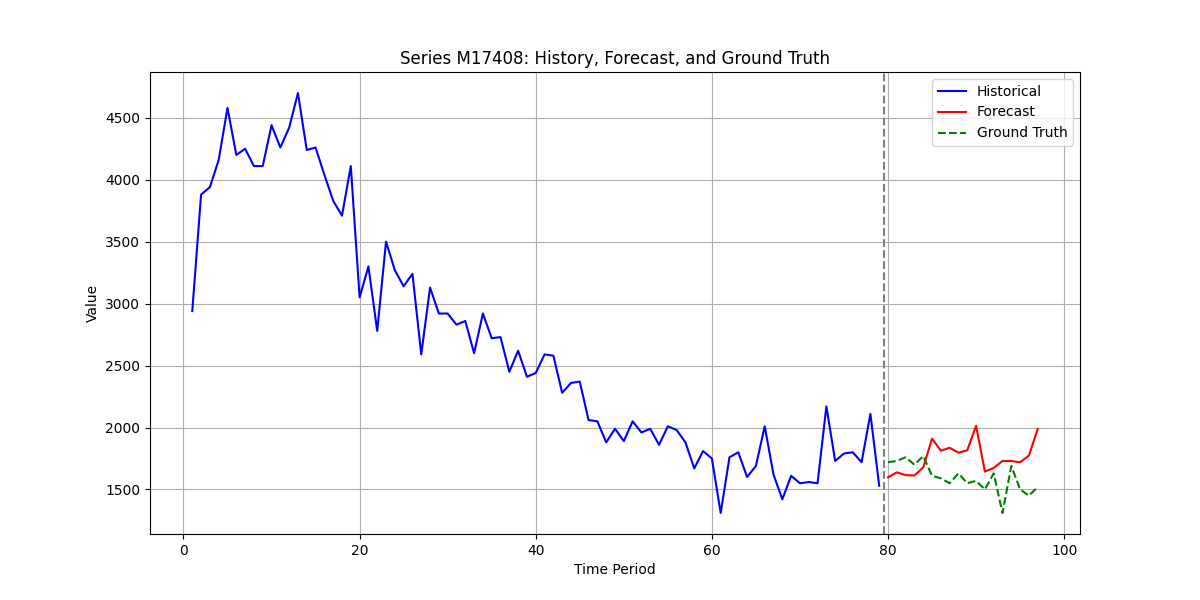 Series M17408: History, Forecast, and Ground Truth
Historical
Forecast
Ground Truth
4500
4000
3500
3000
2500
2000
1500
Value
0 20 40 60 80 100
Time Period